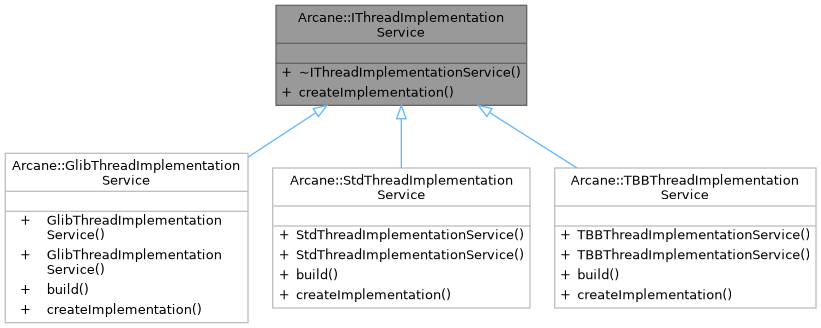 Arcane::IThreadImplementation
Service
+ ~IThreadImplementationService()
+ createImplementation()
Arcane::GlibThreadImplementation
Service
+ GlibThreadImplementation
Service()
+ GlibThreadImplementation
Service()
+ build()
+ createImplementation()
Arcane::StdThreadImplementation
Service
+ StdThreadImplementationService()
+ StdThreadImplementationService()
+ build()
+ createImplementation()
Arcane::TBBThreadImplementation
Service
+ TBBThreadImplementationService()
+ TBBThreadImplementationService()
+ build()
+ createImplementation()